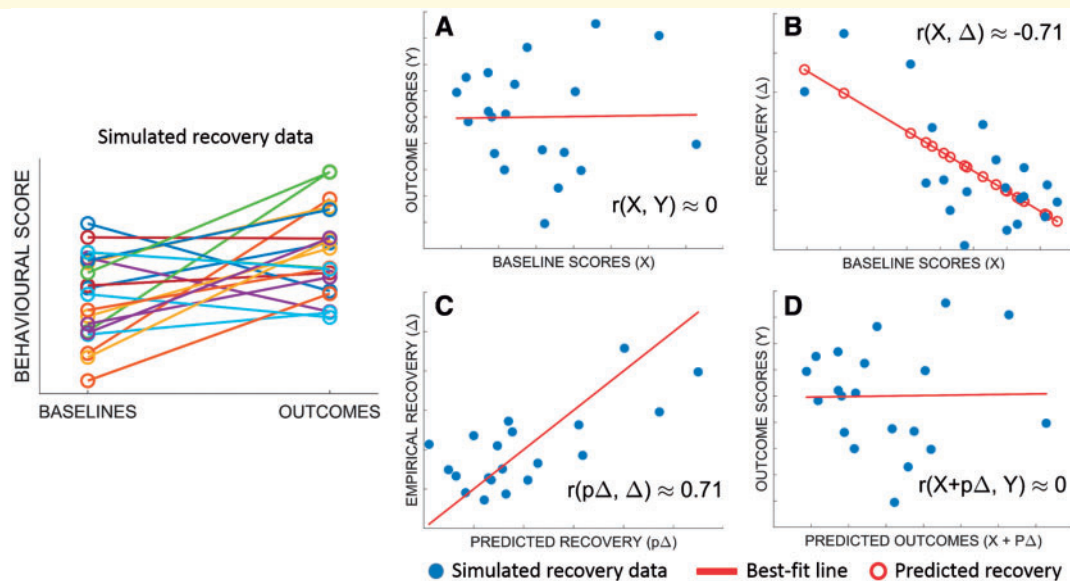 Simulated recovery data
BEHAVIOURAL SCORE
BASELINES
OUTCOMES
A
OUTCOME SCORES (Y)
r(X, Y) ≈ 0
BASELINE SCORES (X)
B
r(X, Δ) ≈ -0.71
RECOVERY (Δ)
BASELINE SCORES (X)
C
EMPIRICAL RECOVERY (Δ)
r(pΔ, Δ) ≈ 0.71
PREDICTED RECOVERY (pΔ)
D
OUTCOME SCORES (Y)
r(X+pΔ, Y) ≈ 0
PREDICTED OUTCOMES (X + PΔ)
Simulated recovery data
Best-fit line
Predicted recovery